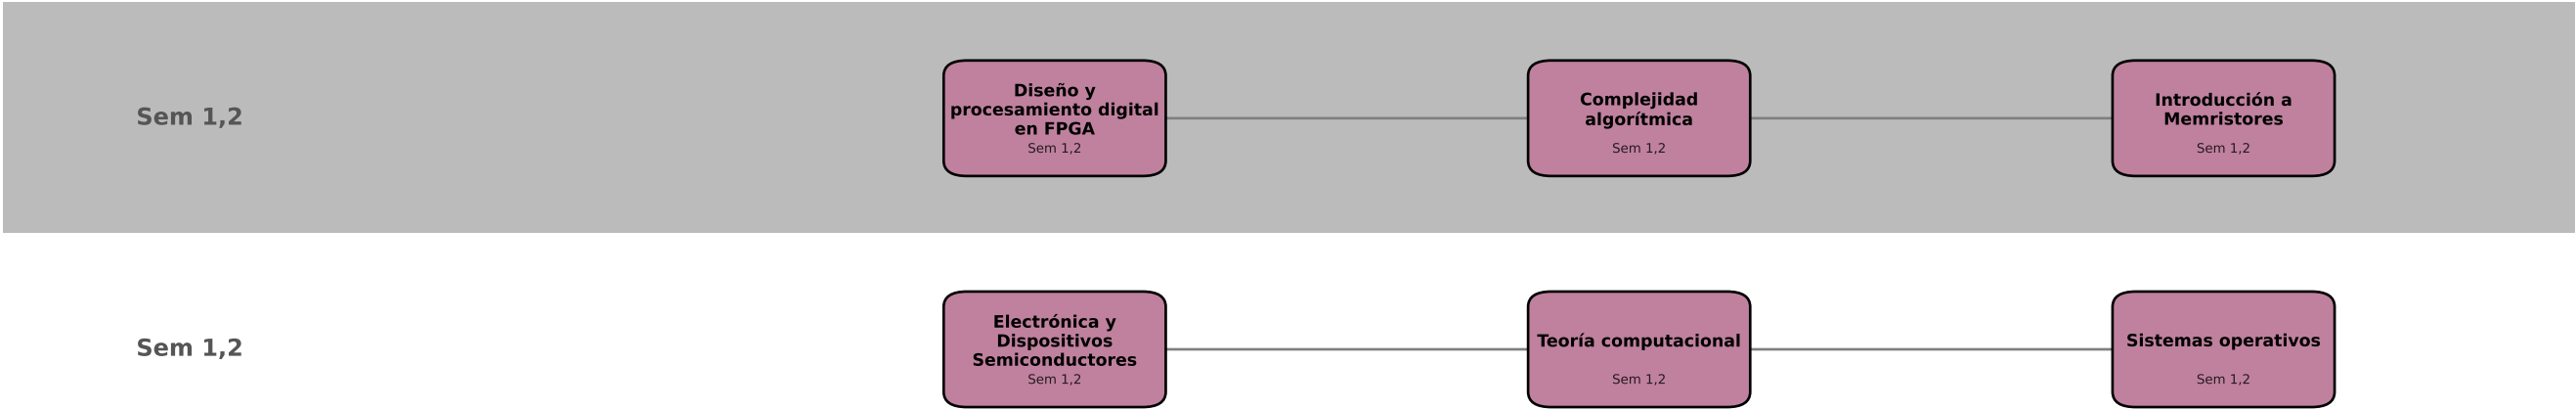 Sem 1,2
Diseño y
procesamiento digital
en FPGA
Sem 1,2
Complejidad
algorítmica
Sem 1,2
Introducción a
Memristores
Sem 1,2
Sem 1,2
Electrónica y
Dispositivos
Semiconductores
Sem 1,2
Teoría computacional
Sem 1,2
Sistemas operativos
Sem 1,2